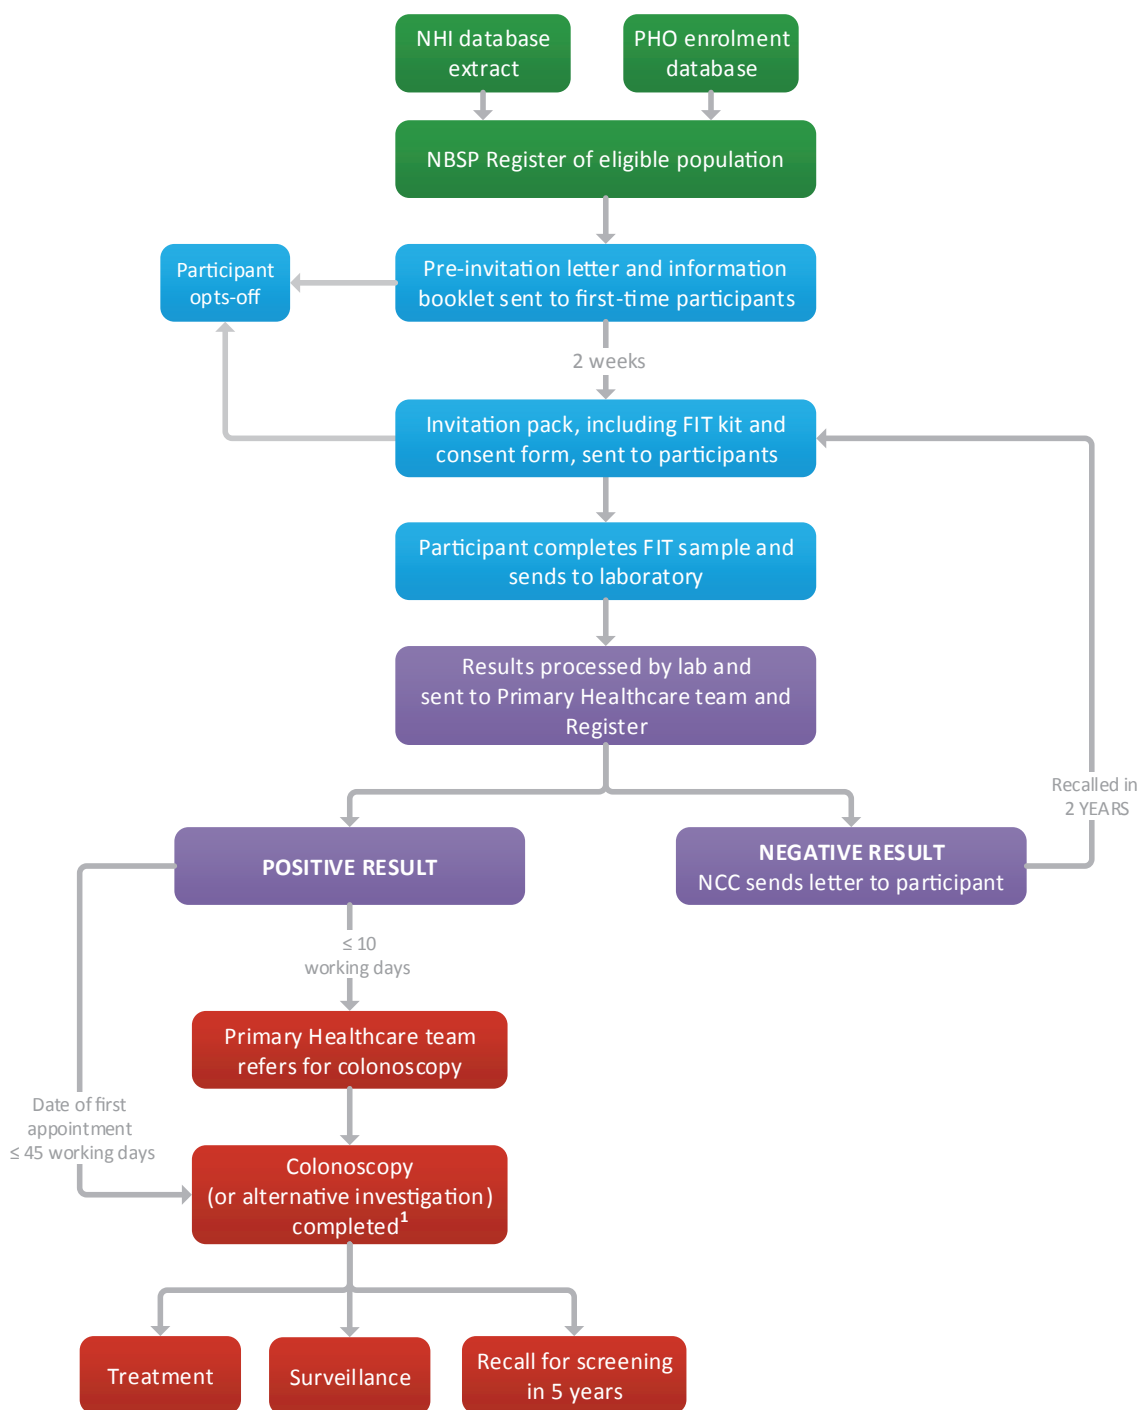 NHI database
extract
PHO enrolment
database
NBSP Register of eligible population
Participant
opts-off
Pre-invitation letter and information
booklet sent to first-time participants
2 weeks
Invitation pack, including FIT kit and
consent form, sent to participants
Participant completes FIT sample and
sends to laboratory
Results processed by lab and
sent to Primary Healthcare team and
Register
Recalled in
2 YEARS
POSITIVE RESULT
NEGATIVE RESULT
NCC sends letter to participant
≤ 10
working days
Primary Healthcare team
refers for colonoscopy
Date of first
appointment
≤ 45 working days
Colonoscopy
(or alternative investigation)
completed¹
Treatment
Surveillance
Recall for screening
in 5 years